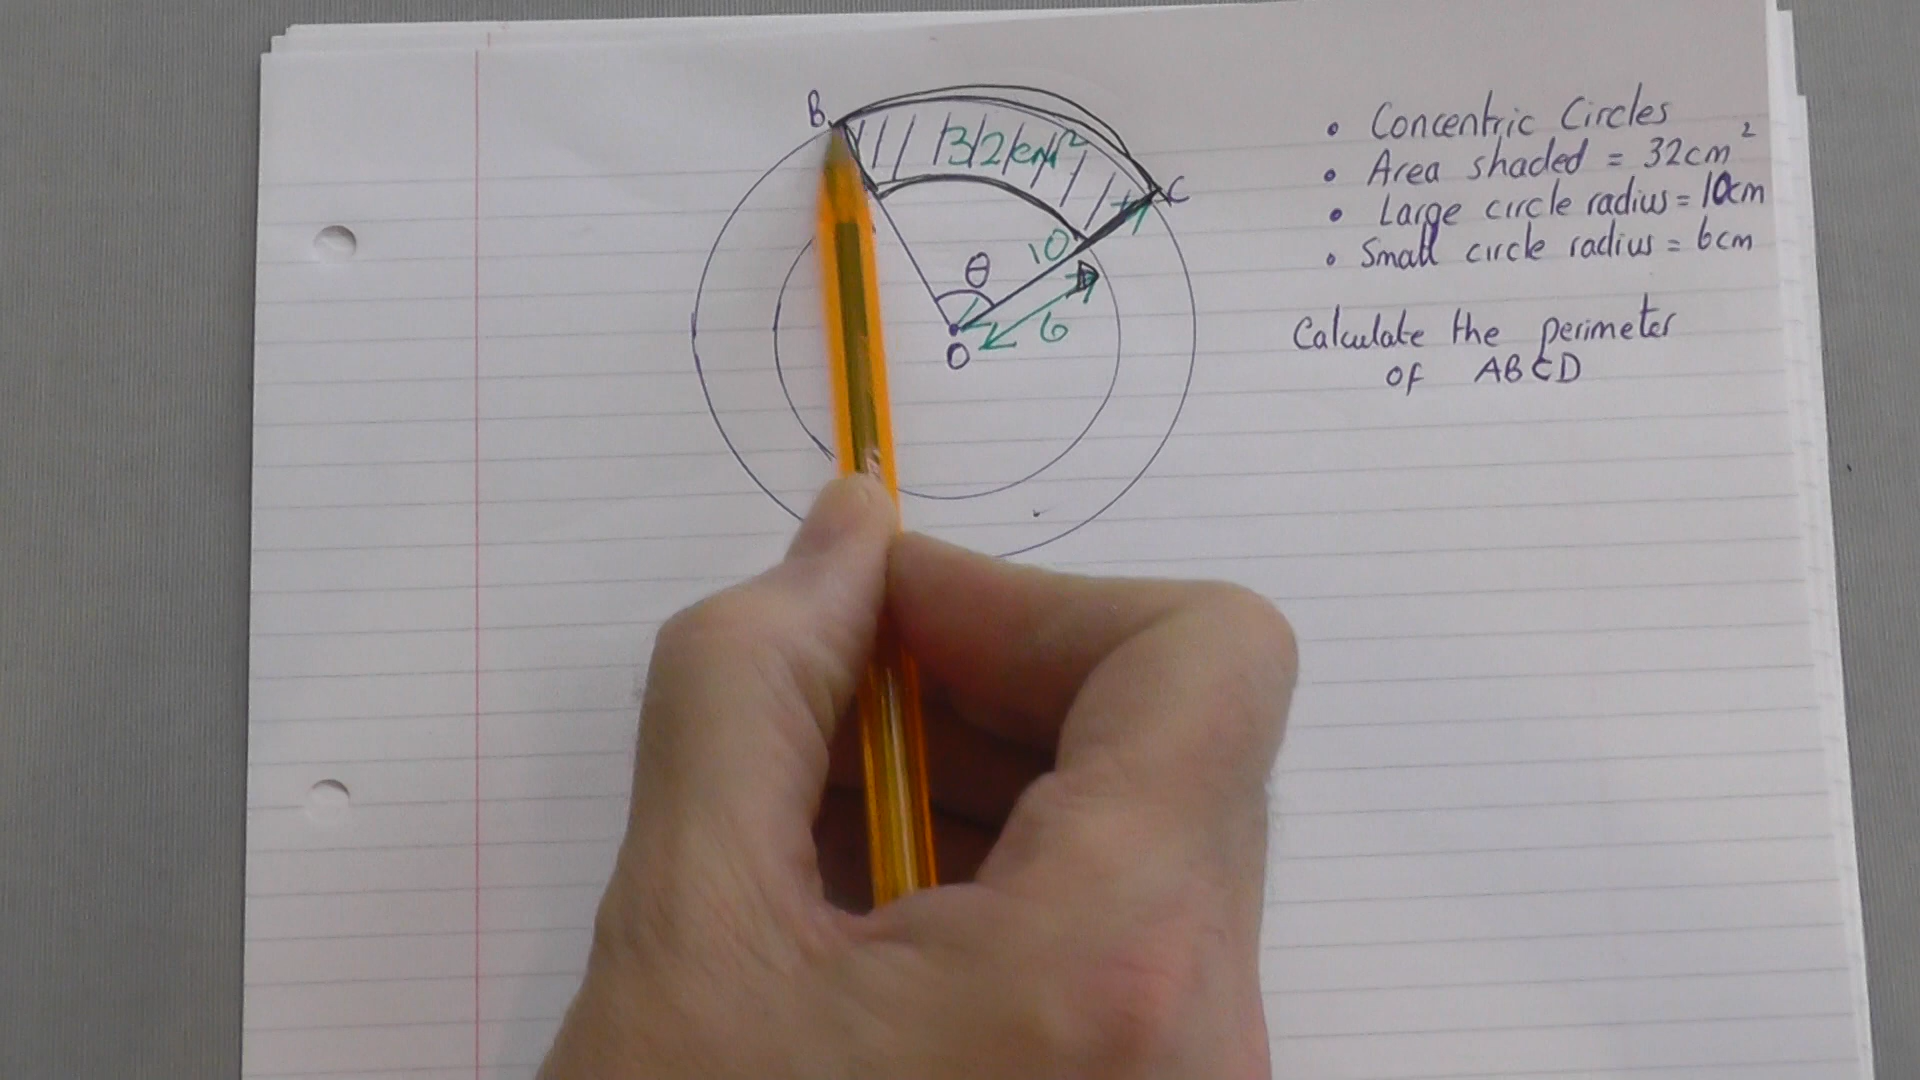 B
32cm²
C
10
θ
D
6
O
• Concentric Circles
• Area shaded = 32cm²
• Large circle radius = 10cm
• Small circle radius = 6cm
Calculate the perimeter
of ABCD